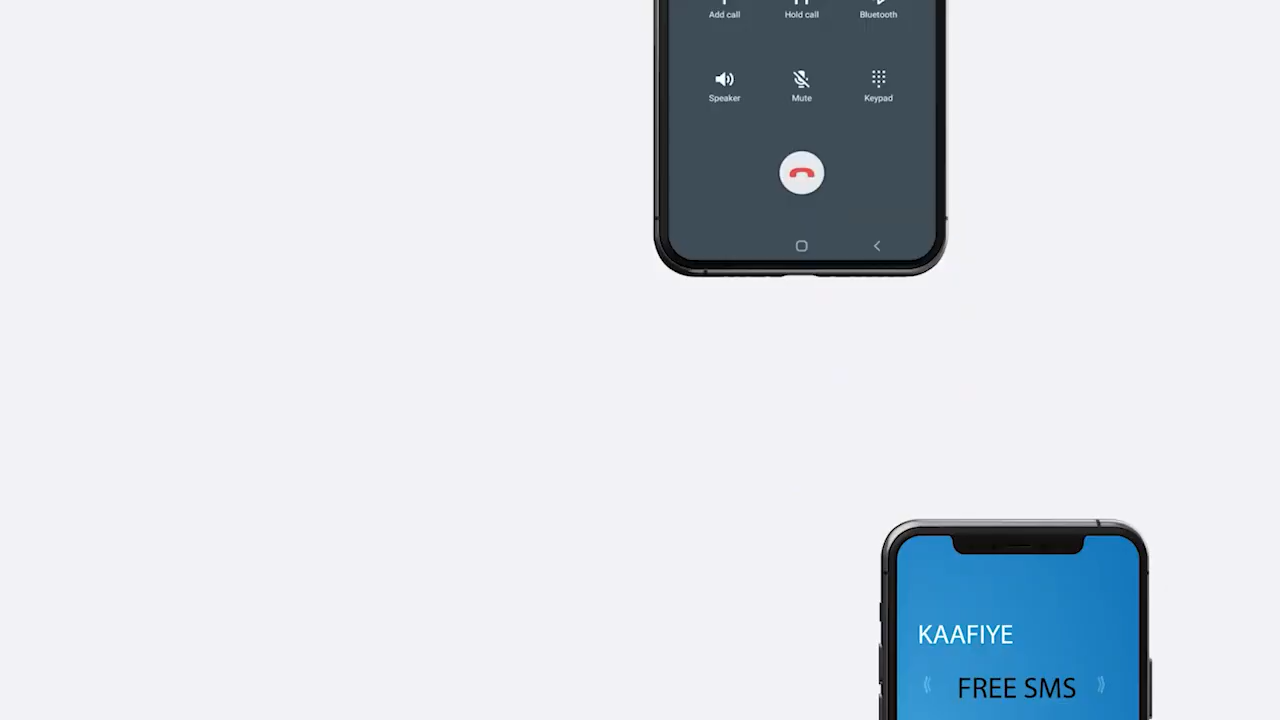 Add call Hold call Bluetooth
Speaker Mute Keypad
KAAFIYE
FREE SMS